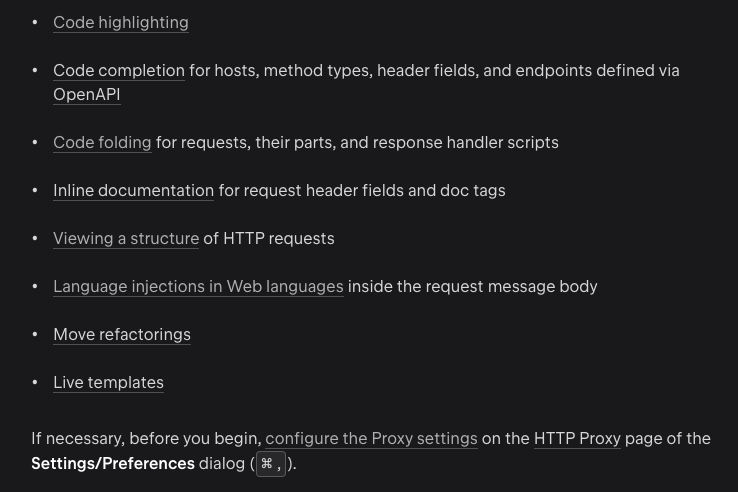 • Code highlighting
• Code completion for hosts, method types, header fields, and endpoints defined via
OpenAPI
• Code folding for requests, their parts, and response handler scripts
• Inline documentation for request header fields and doc tags
• Viewing a structure of HTTP requests
• Language injections in Web languages inside the request message body
• Move refactorings
• Live templates
If necessary, before you begin, configure the Proxy settings on the HTTP Proxy page of the
Settings/Preferences dialog ( ⌘ , ).